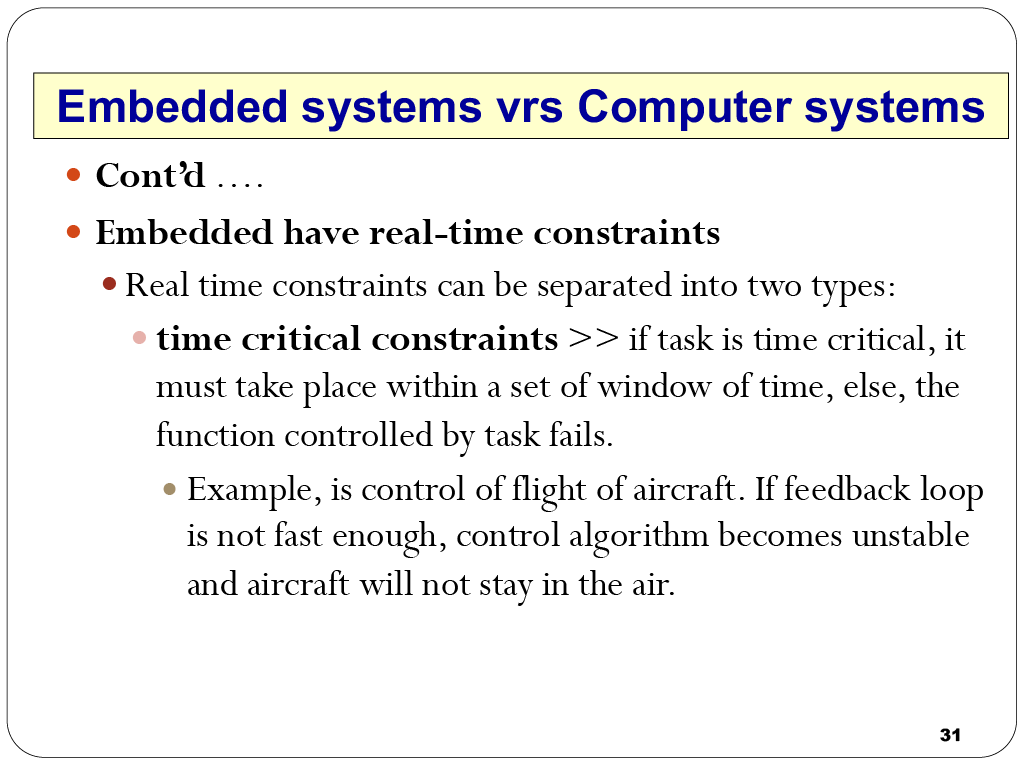 Embedded systems vrs Computer systems
Cont’d ….
Embedded have real-time constraints
Real time constraints can be separated into two types:
time critical constraints >> if task is time critical, it
must take place within a set of window of time, else, the
function controlled by task fails.
Example, is control of flight of aircraft. If feedback loop
is not fast enough, control algorithm becomes unstable
and aircraft will not stay in the air.
31